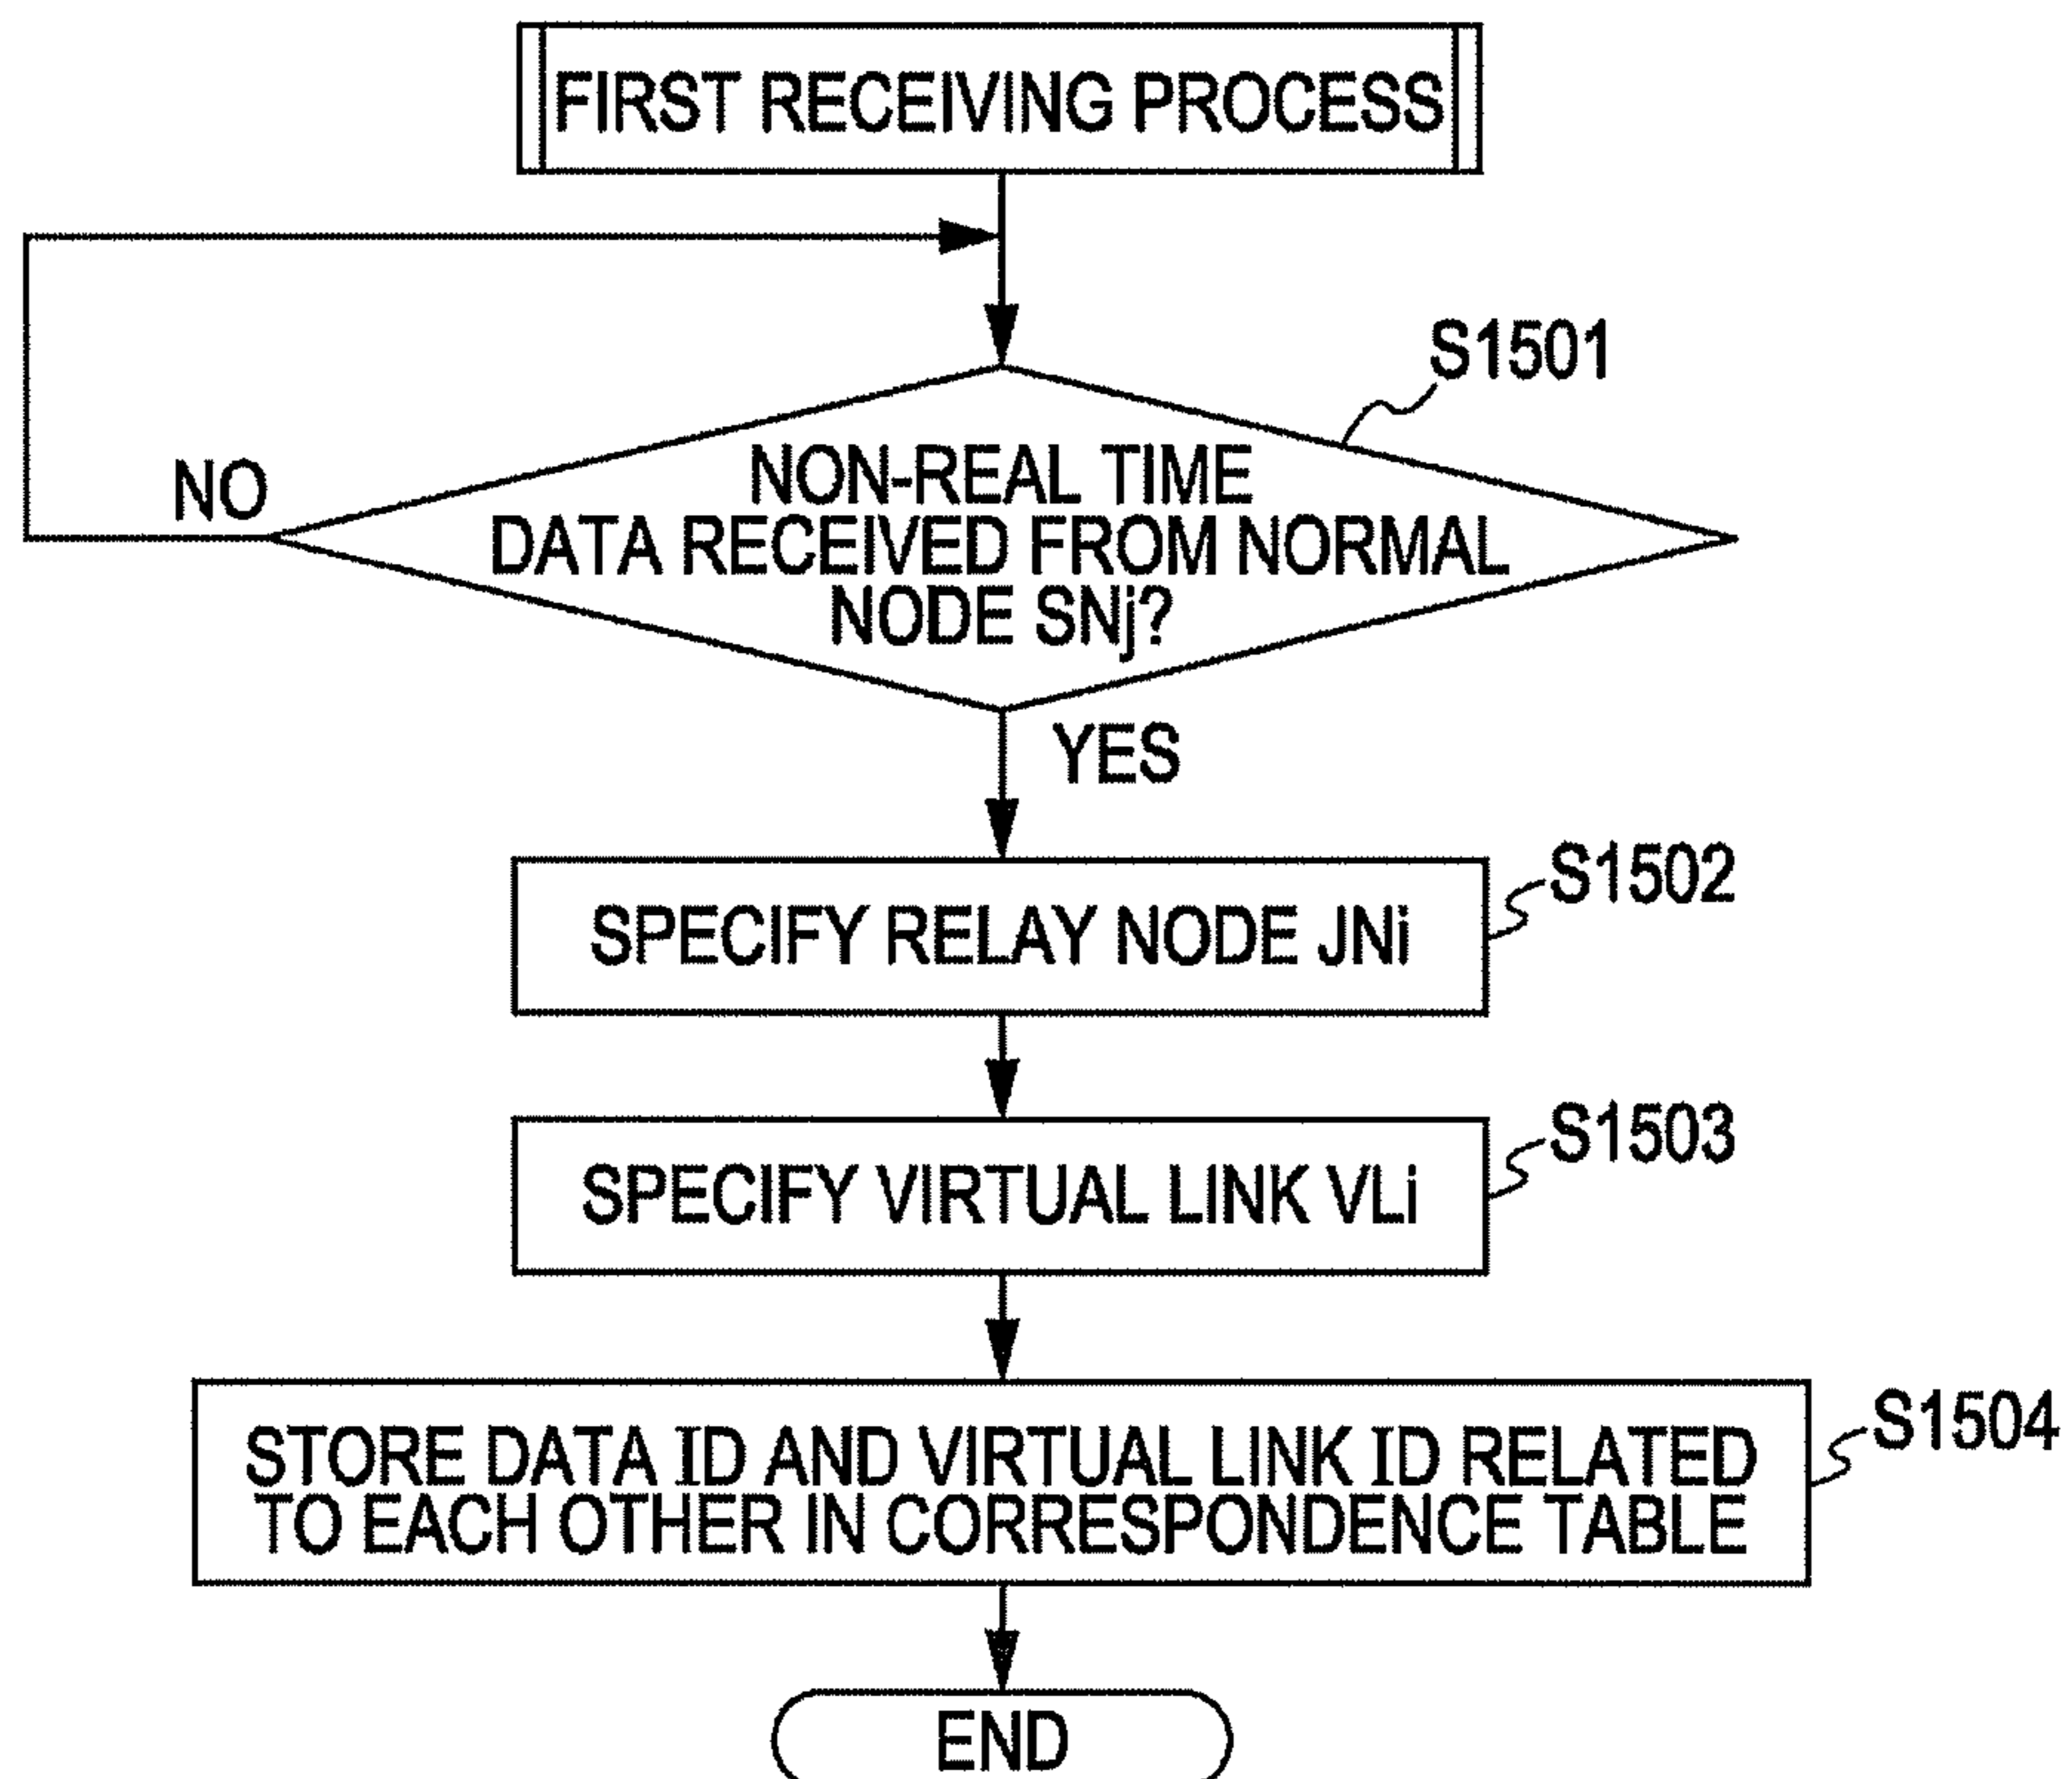 FIRST RECEIVING PROCESS
S1501
NON-REAL TIME
DATA RECEIVED FROM NORMAL
NODE SNj?
NO
YES
S1502
SPECIFY RELAY NODE JNi
S1503
SPECIFY VIRTUAL LINK VLi
S1504
STORE DATA ID AND VIRTUAL LINK ID RELATED
TO EACH OTHER IN CORRESPONDENCE TABLE
END